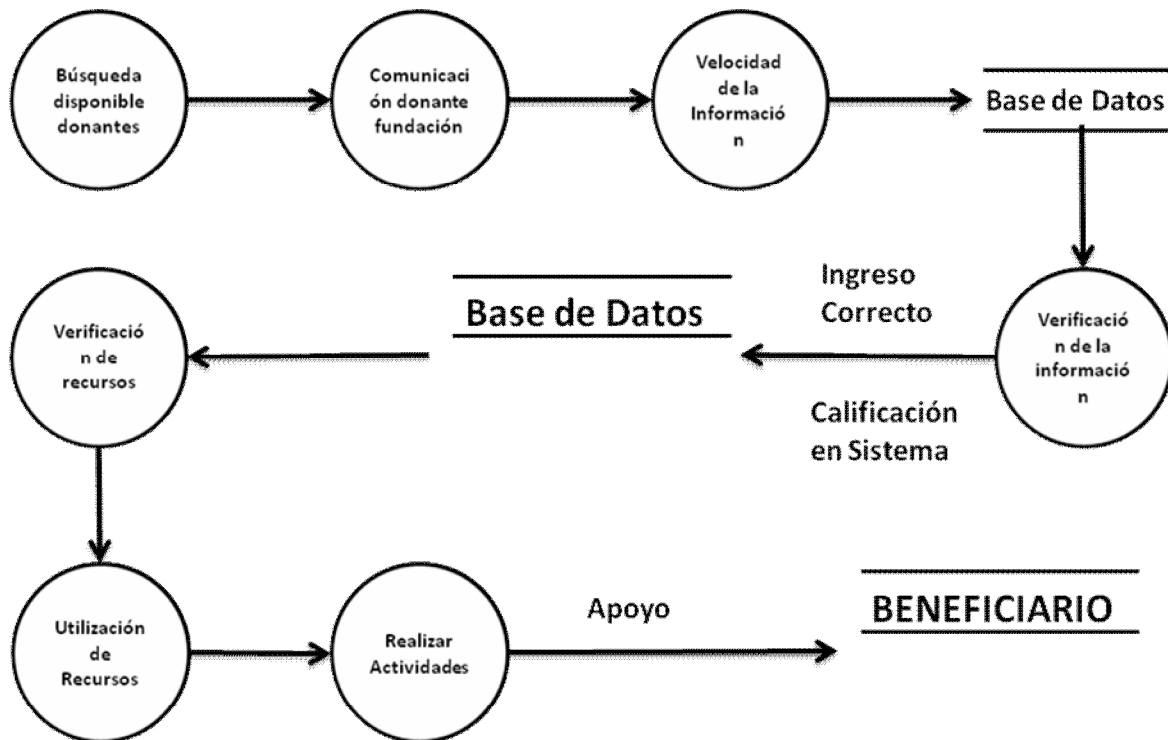 Búsqueda
disponible
donantes
Comunicaci
ón donante
fundación
Velocidad
de la
Informació
n
Base de Datos
Verificació
n de la
informació
n
Ingreso
Correcto
Calificación
en Sistema
Base de Datos
Verificació
n de
recursos
Utilización
de
Recursos
Realizar
Actividades
Apoyo
BENEFICIARIO